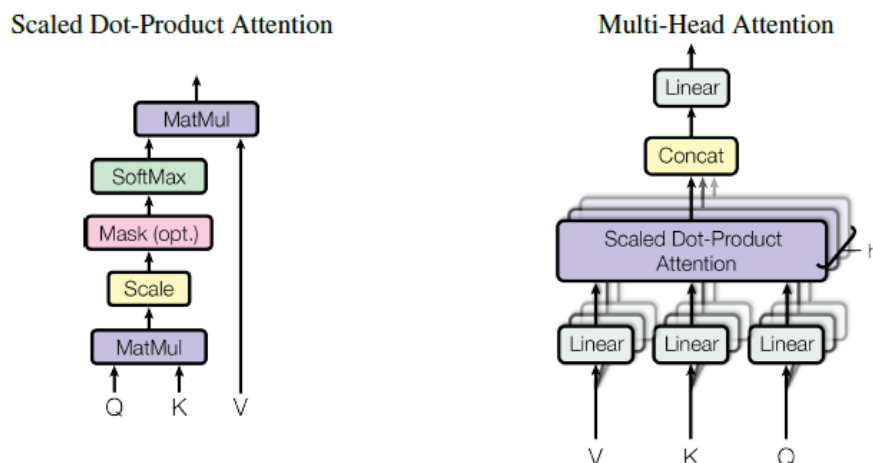 Scaled Dot-Product Attention
MatMul
SoftMax
Mask (opt.)
Scale
MatMul
Q K V
Multi-Head Attention
Linear
Concat
Scaled Dot-Product
Attention
h
Linear Linear Linear
V K Q